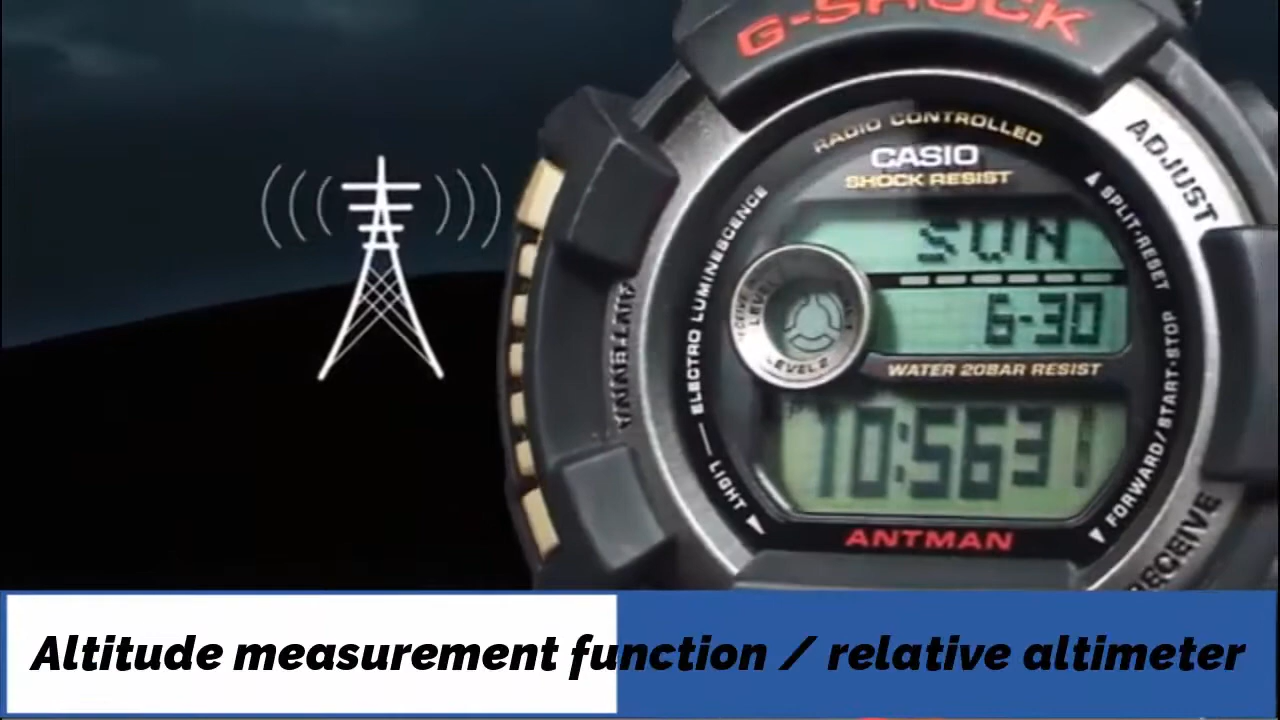 G-SHOCK
ADJUST
RADIO CONTROLLED
CASIO
SHOCK RESIST
SPLIT·RESET
ELECTRO LUMINESCENCE
SUN
6-30
LEVEL 2
ANTENNA
WATER 20BAR RESIST
10:56 31
LIGHT
FORWARD/START·STOP
ANTMAN
RECEIVE
Altitude measurement function / relative altimeter